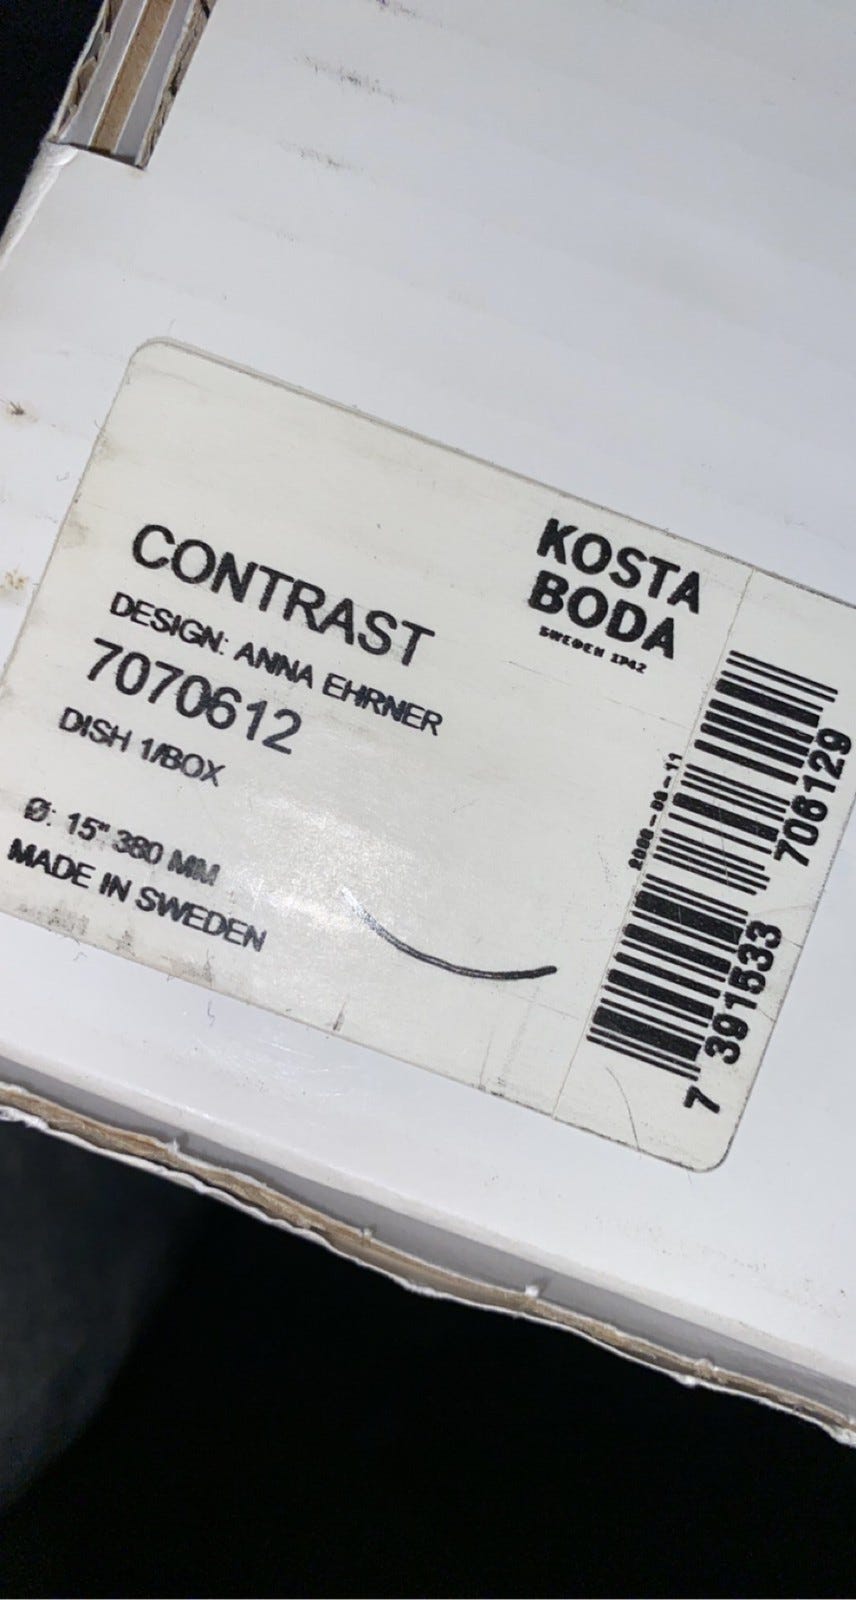 CONTRAST
DESIGN: ANNA EHRNER
7070612
DISH 1/BOX
Ø: 15" 380 MM
MADE IN SWEDEN
KOSTA
BODA
SWEDEN 1742
7 391533 706129